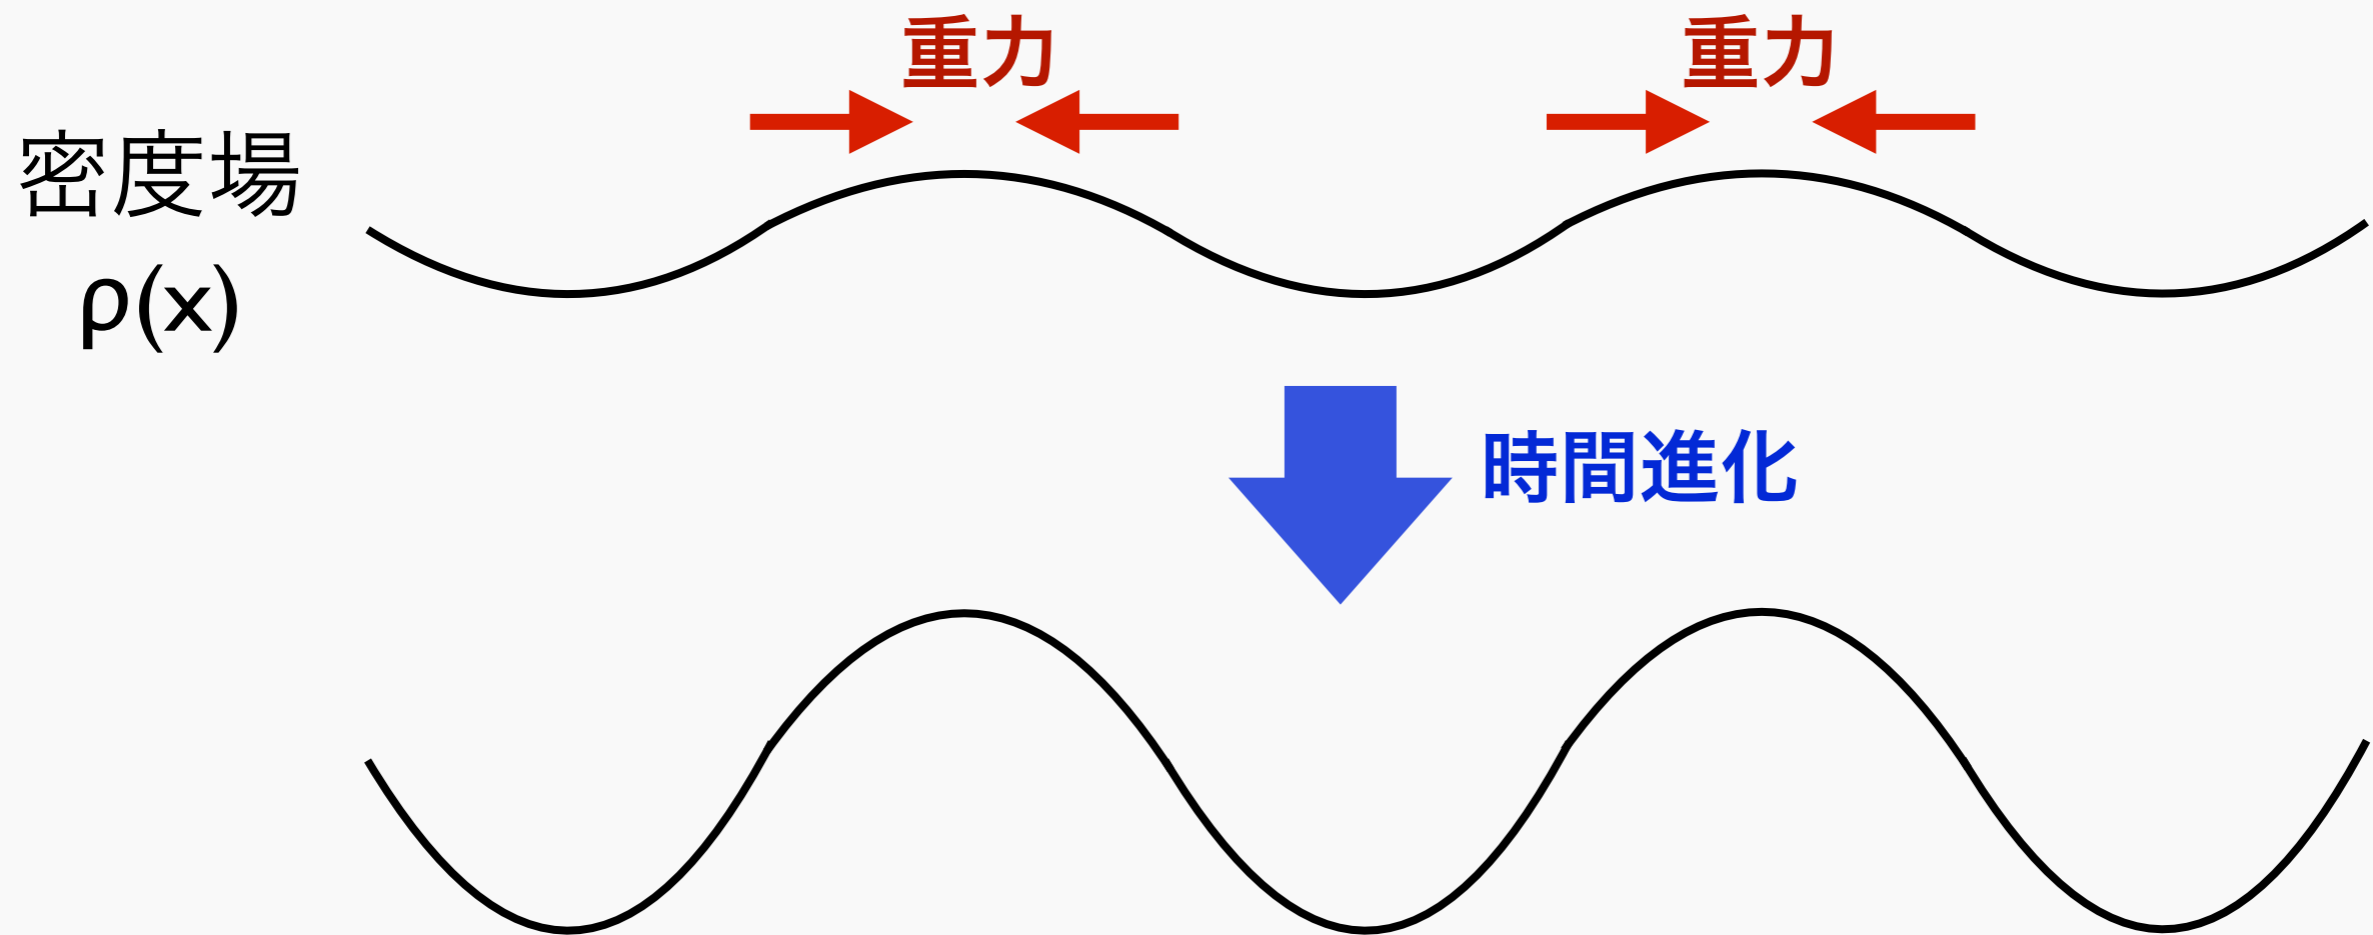 重力
重力
密度場
ρ(x)
時間進化